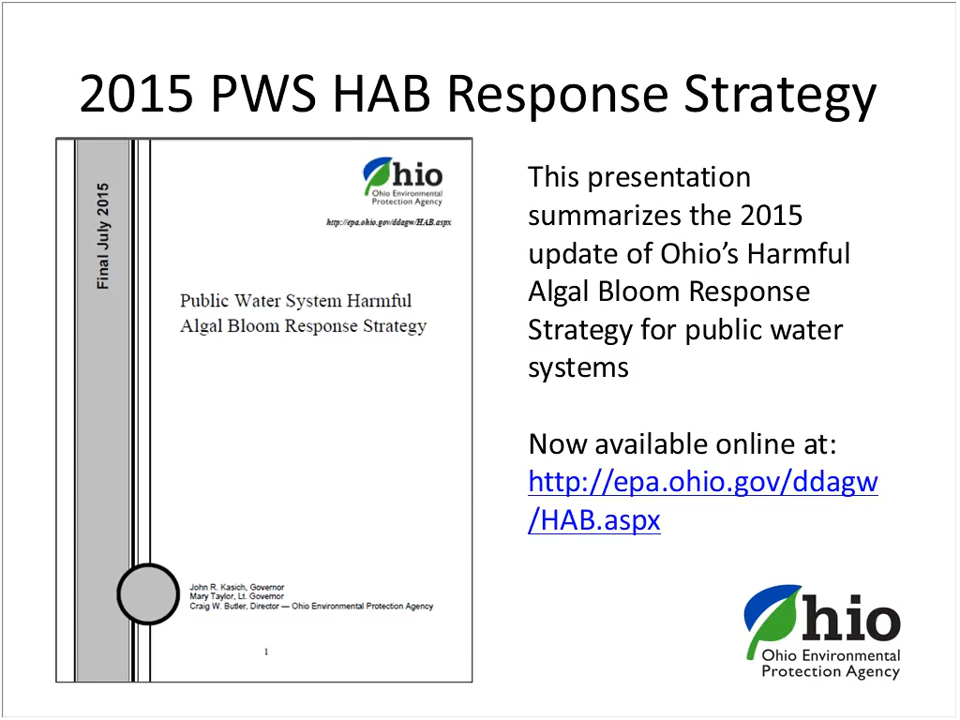 2015 PWS HAB Response Strategy
Final July 2015
Ohio
Ohio Environmental
Protection Agency
http://epa.ohio.gov/ddagw/HAB.aspx
Public Water System Harmful
Algal Bloom Response Strategy
John R. Kasich, Governor
Mary Taylor, Lt. Governor
Craig W. Butler, Director — Ohio Environmental Protection Agency
1
This presentation
summarizes the 2015
update of Ohio’s Harmful
Algal Bloom Response
Strategy for public water
systems
Now available online at:
http://epa.ohio.gov/ddagw
/HAB.aspx
Ohio
Ohio Environmental
Protection Agency